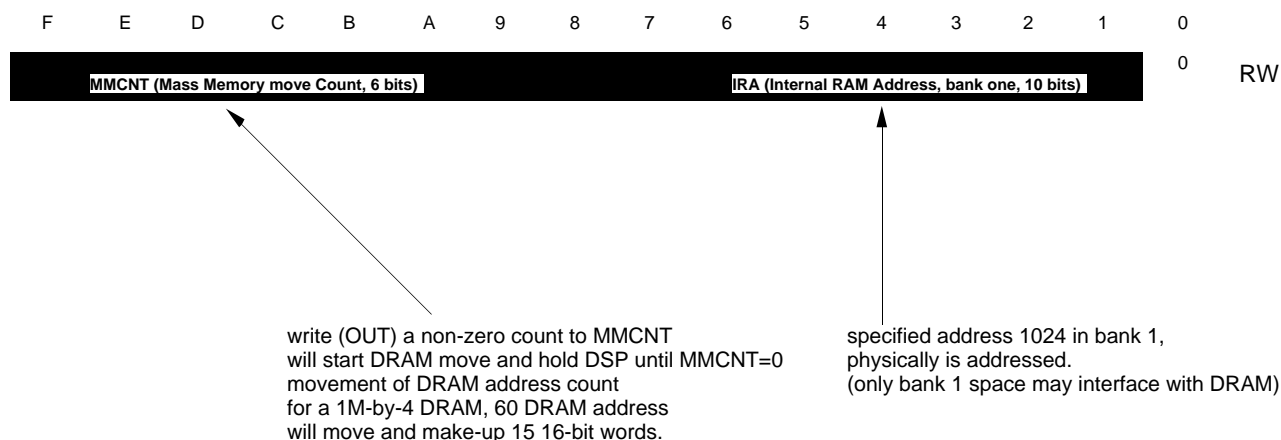 F E D C B A 9 8 7 6 5 4 3 2 1 0
0
RW
MMCNT (Mass Memory move Count, 6 bits)
IRA (Internal RAM Address, bank one, 10 bits)
write (OUT) a non-zero count to MMCNT
will start DRAM move and hold DSP until MMCNT=0
movement of DRAM address count
for a 1M-by-4 DRAM, 60 DRAM address
will move and make-up 15 16-bit words.
specified address 1024 in bank 1,
physically is addressed.
(only bank 1 space may interface with DRAM)